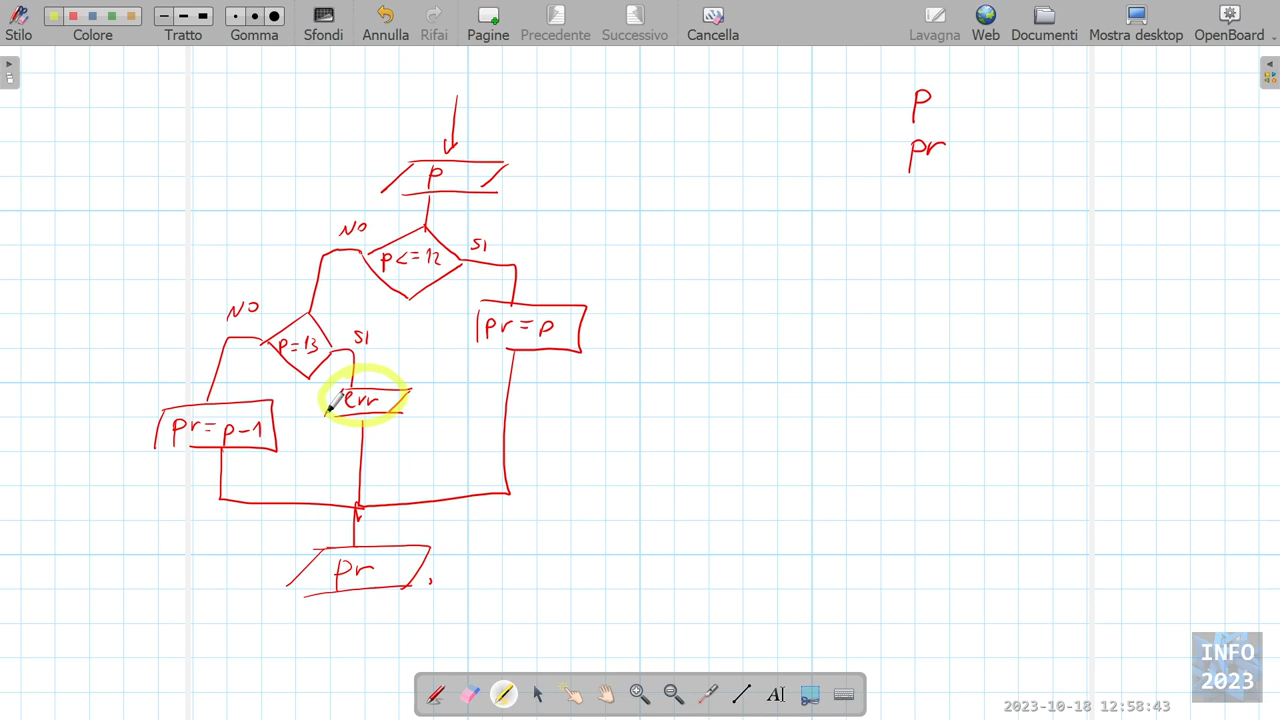 Stilo Colore Tratto Gomma Sfondi Annulla Rifai Pagine Precedente Successivo Cancella Lavagna Web Documenti Mostra desktop OpenBoard
p
pr
p
NO
SI
p<=12
NO
SI
pr=p
p=13
err
pr=p-1
pr
INFO
2023
2023-10-18 12:58:43